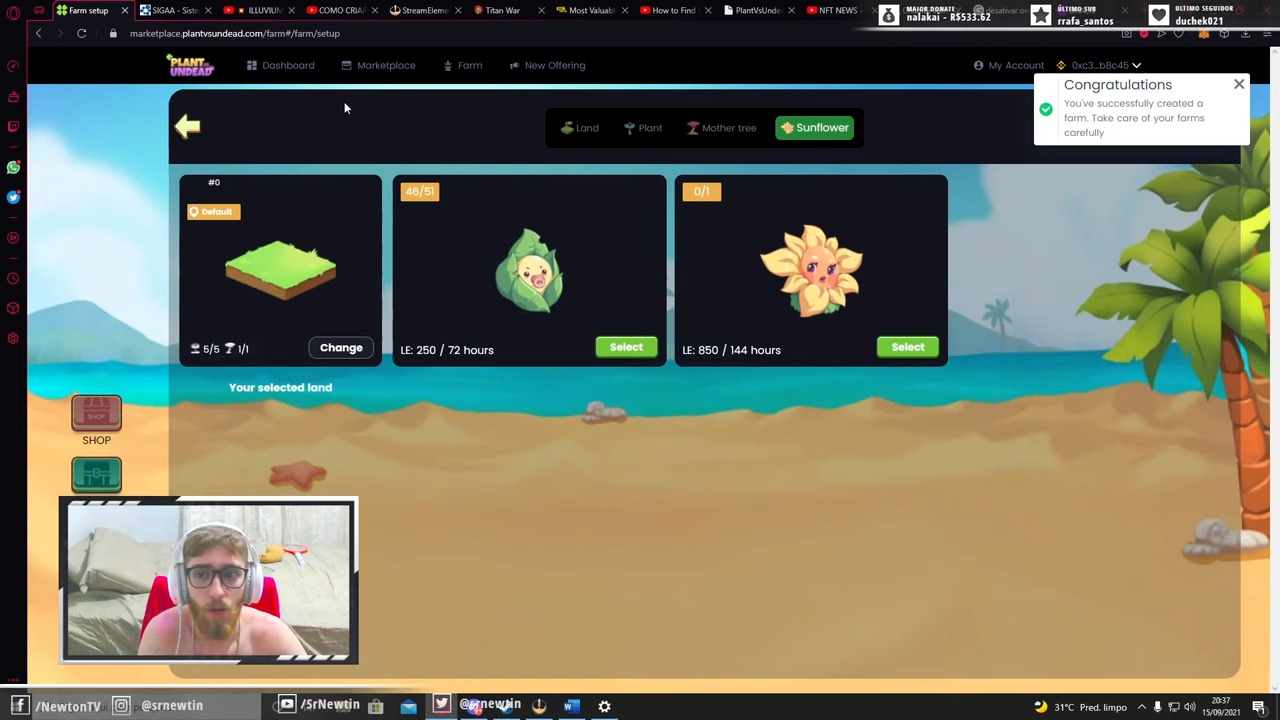 Farm setup
SIGAA - Siste
ILLUVIUM
COMO CRIAR
StreamEleme
Titan War
Most Valuab
How to Find
PlantVsUndead
NFT NEWS
MAIOR DONATE
nalakai - R$533.62
ÚLTIMO SUB
rrafa_santos
ULTIMO SEGUIDOR
duchek021
marketplace.plantvsundead.com/farm#/farm/setup
PLANT UNDEAD
Dashboard
Marketplace
Farm
New Offering
My Account
0xc3...b8c45
Congratulations
You've successfully created a
farm. Take care of your farms
carefully
Land
Plant
Mother tree
Sunflower
#0
Default
5/5
1/1
Change
46/51
LE: 250 / 72 hours
Select
0/1
LE: 850 / 144 hours
Select
Your selected land
SHOP
SHOP
/NewtonTV
@srnewtin
/SrNewtin
@srnewtin
31°C Pred. limpo
20:37
15/09/2021